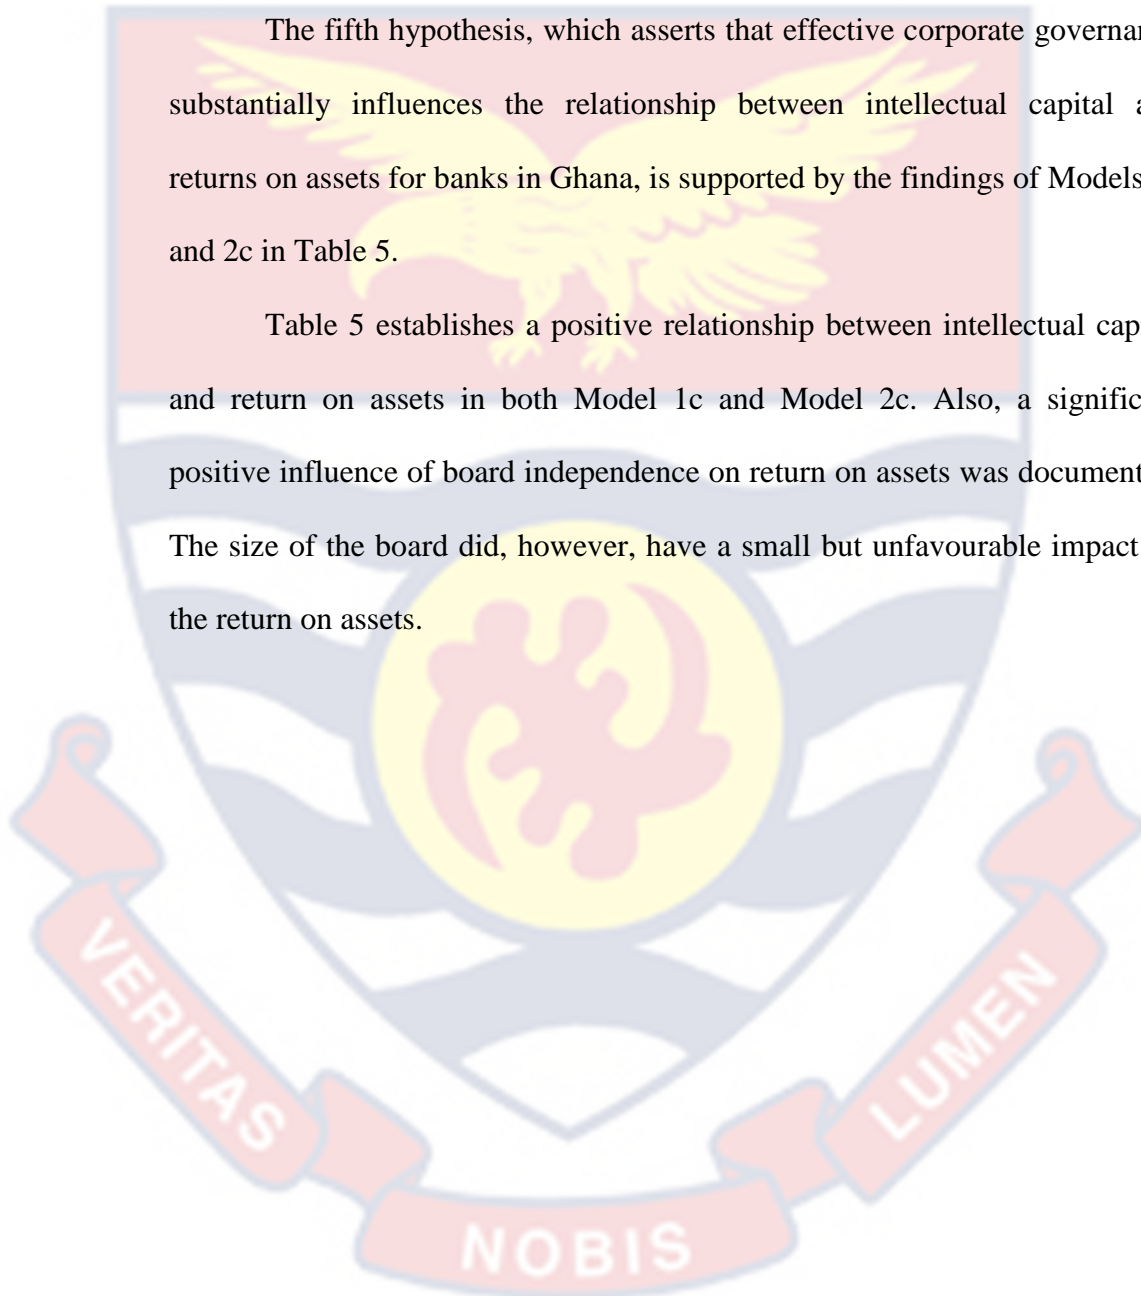 The fifth hypothesis, which asserts that effective corporate
substantially influences the relationship between intellectual capital
returns on assets for banks in Ghana, is supported by the findings of Models
and 2c in Table 5.
Table 5 establishes a positive relationship between intellectual
and return on assets in both Model 1c and Model 2c. Also, a
positive influence of board independence on return on assets was
The size of the board did, however, have a small but unfavourable impact
the return on assets.
VERITAS
NOBIS
LUMEN